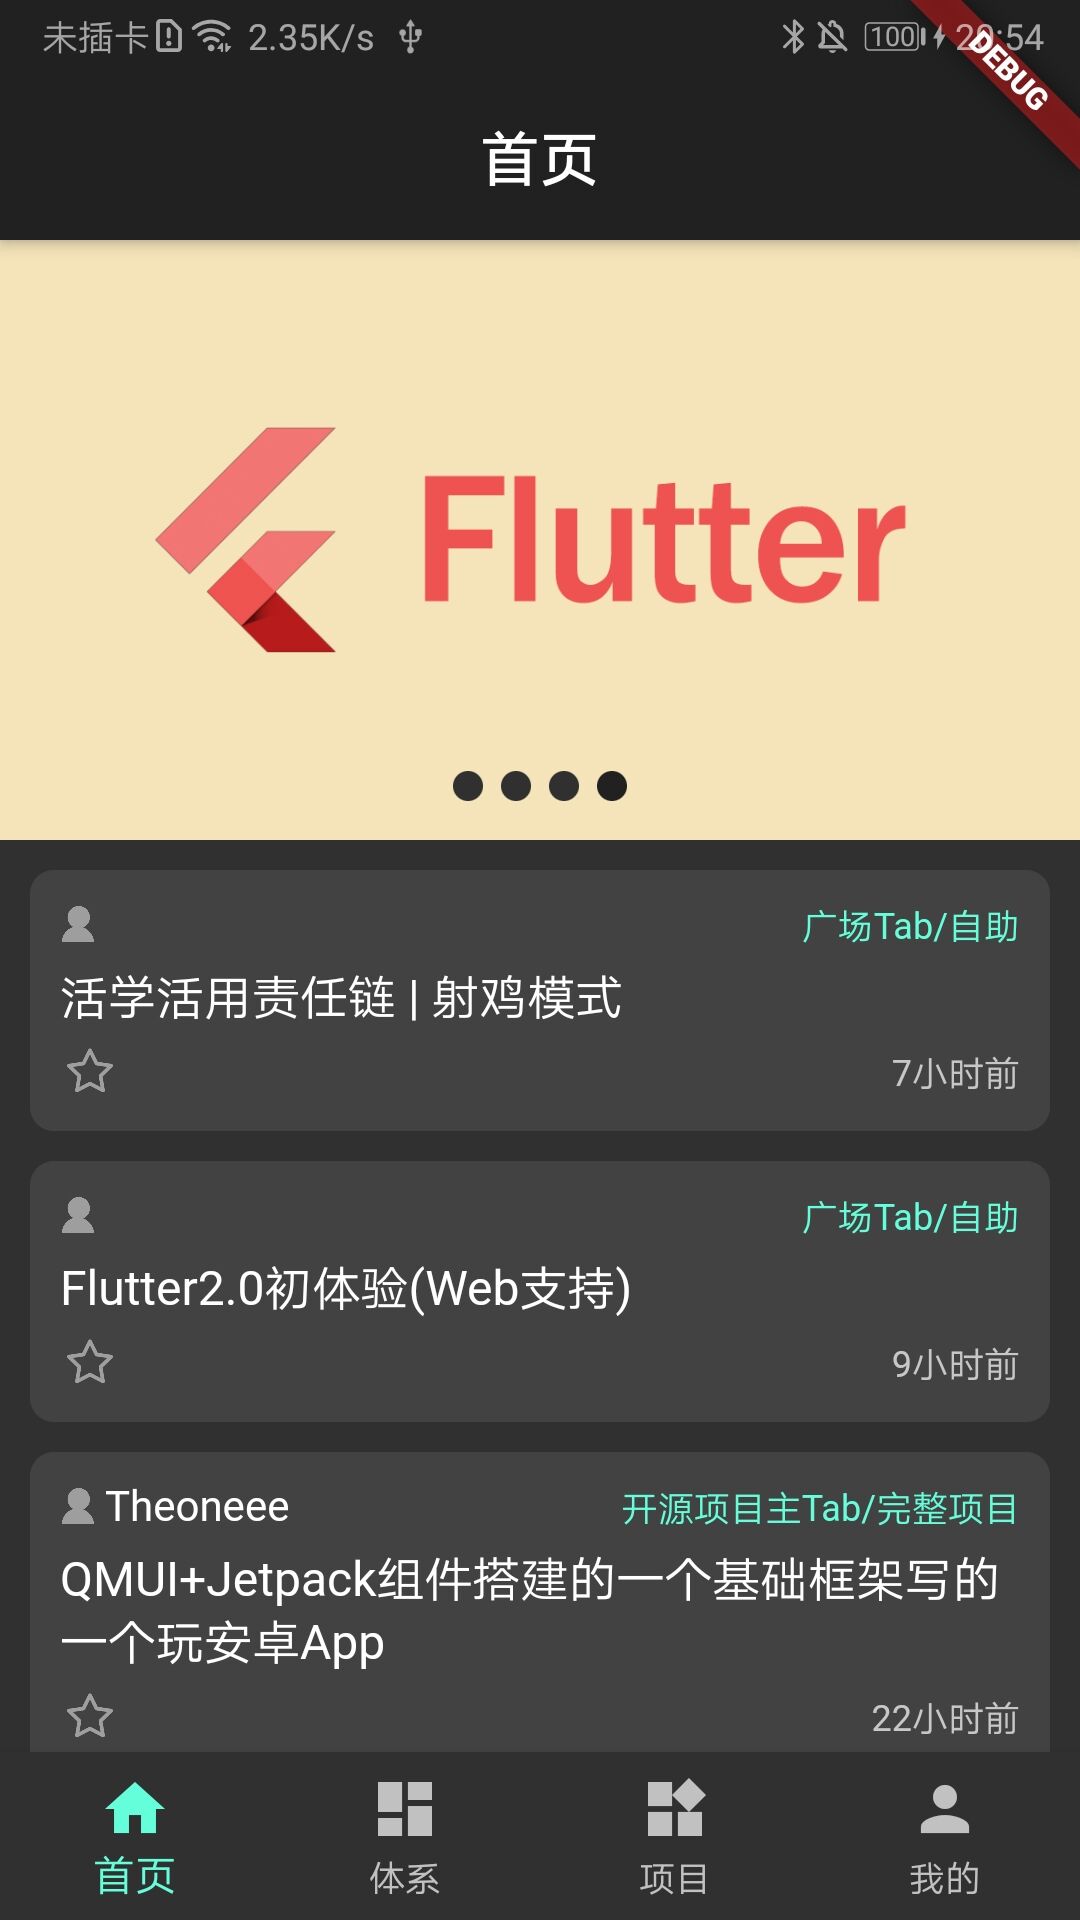 未插卡 2.35K/s 100 20:54
DEBUG
首页
Flutter
广场Tab/自助
活学活用责任链 | 射鸡模式
7小时前
广场Tab/自助
Flutter2.0初体验(Web支持)
9小时前
Theoneee 开源项目主Tab/完整项目
QMUI+Jetpack组件搭建的一个基础框架写的
一个玩安卓App
22小时前
首页 体系 项目 我的